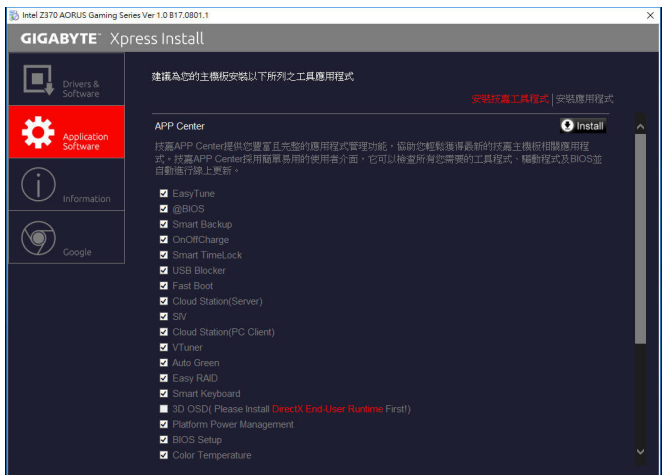 Intel Z370 AORUS Gaming Series Ver 1.0 B17.0801.1
GIGABYTE™ Xpress Install
Drivers &
Software
Application
Software
Information
Google
建議為您的主機板安裝以下所列之工具應用程式
安裝技嘉工具程式 | 安裝應用程式
APP Center
Install
技嘉APP Center提供您豐富且完整的應用程式管理功能，協助您輕鬆獲得最新的技嘉主機板相關應用程
式。技嘉APP Center採用簡單易用的使用者介面，它可以檢查所有您需要的工具程式、驅動程式及BIOS並
自動進行線上更新。
EasyTune
@BIOS
Smart Backup
OnOffCharge
Smart TimeLock
USB Blocker
Fast Boot
Cloud Station(Server)
SIV
Cloud Station(PC Client)
VTuner
Auto Green
Easy RAID
Smart Keyboard
3D OSD( Please Install DirectX End-User Runtime First!)
Platform Power Management
BIOS Setup
Color Temperature